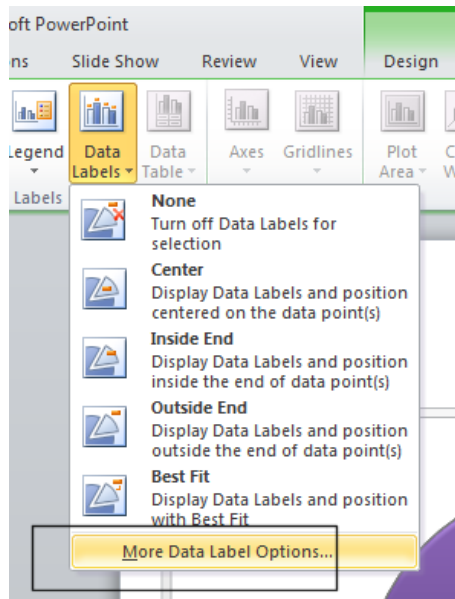 oft PowerPoint
ns Slide Show Review View Design
Legend Data Labels Data Table Axes Gridlines Plot Area
Labels
None
Turn off Data Labels for
selection
Center
Display Data Labels and position
centered on the data point(s)
Inside End
Display Data Labels and position
inside the end of data point(s)
Outside End
Display Data Labels and position
outside the end of data point(s)
Best Fit
Display Data Labels and position
with Best Fit
More Data Label Options...